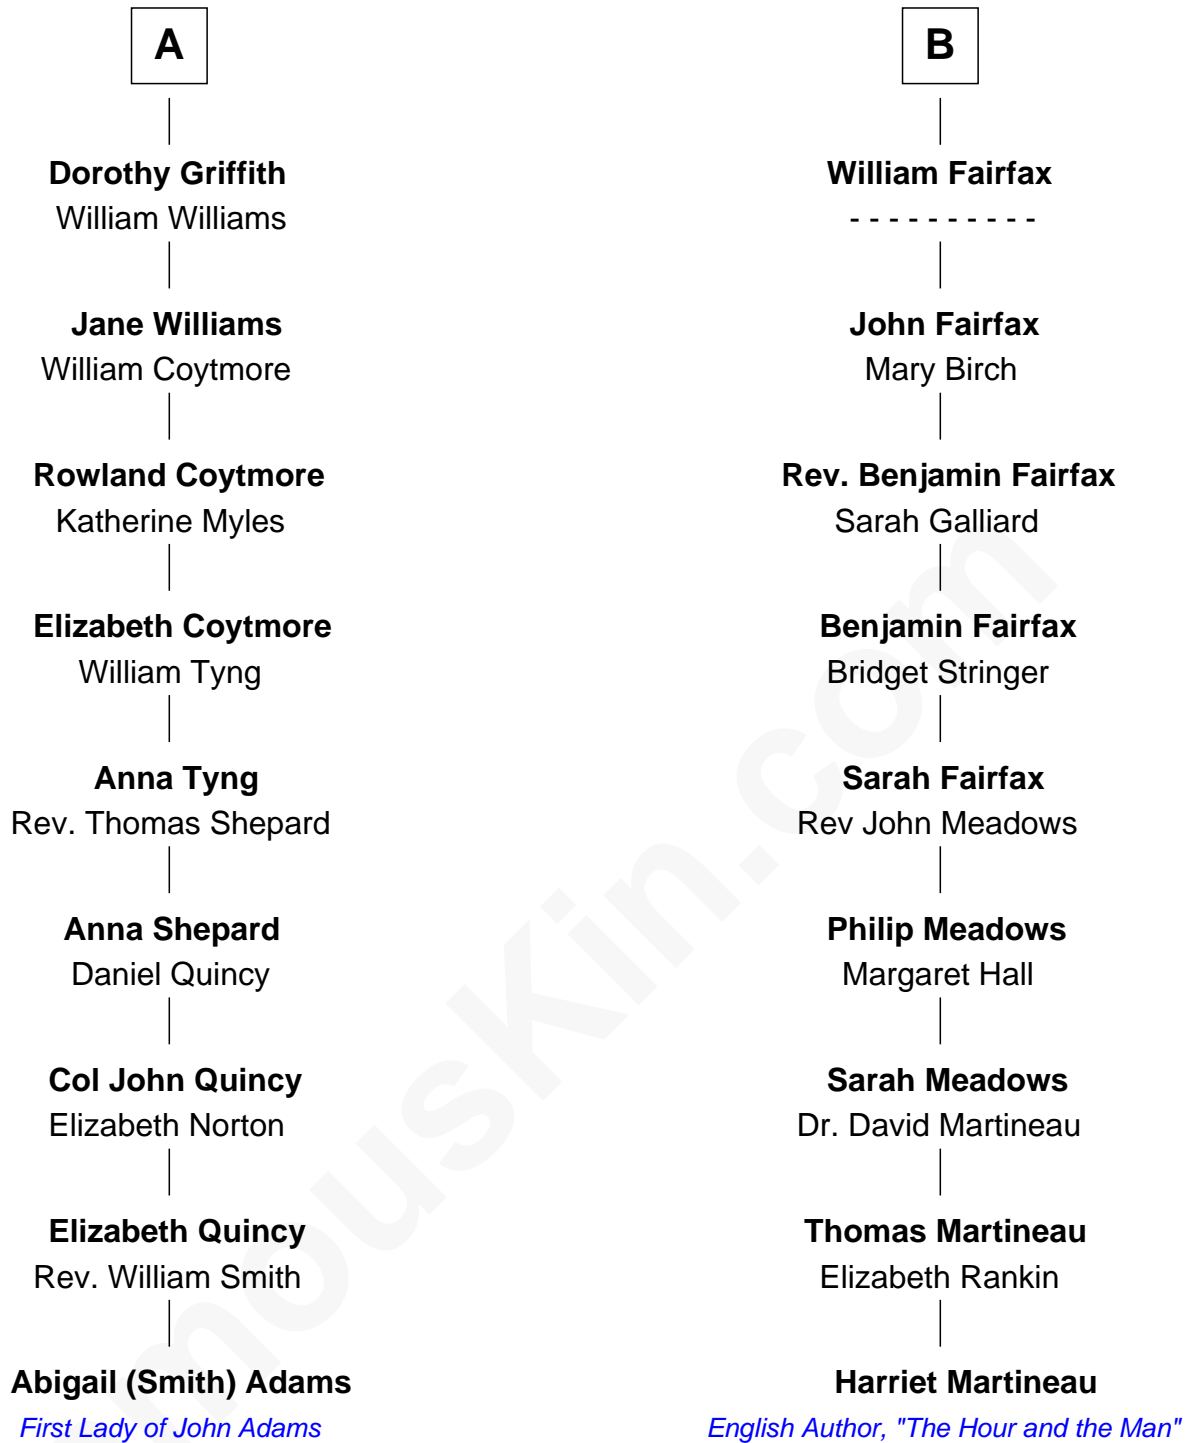 A
Dorothy Griffith
William Williams
Jane Williams
William Coytmore
Rowland Coytmore
Katherine Myles
Elizabeth Coytmore
William Tyng
Anna Tyng
Rev. Thomas Shepard
Anna Shepard
Daniel Quincy
Col John Quincy
Elizabeth Norton
Elizabeth Quincy
Rev. William Smith
Abigail (Smith) Adams
First Lady of John Adams
B
William Fairfax
- - - - - - - - - -
John Fairfax
Mary Birch
Rev. Benjamin Fairfax
Sarah Galliard
Benjamin Fairfax
Bridget Stringer
Sarah Fairfax
Rev John Meadows
Philip Meadows
Margaret Hall
Sarah Meadows
Dr. David Martineau
Thomas Martineau
Elizabeth Rankin
Harriet Martineau
English Author, "The Hour and the Man"
mousKin.com